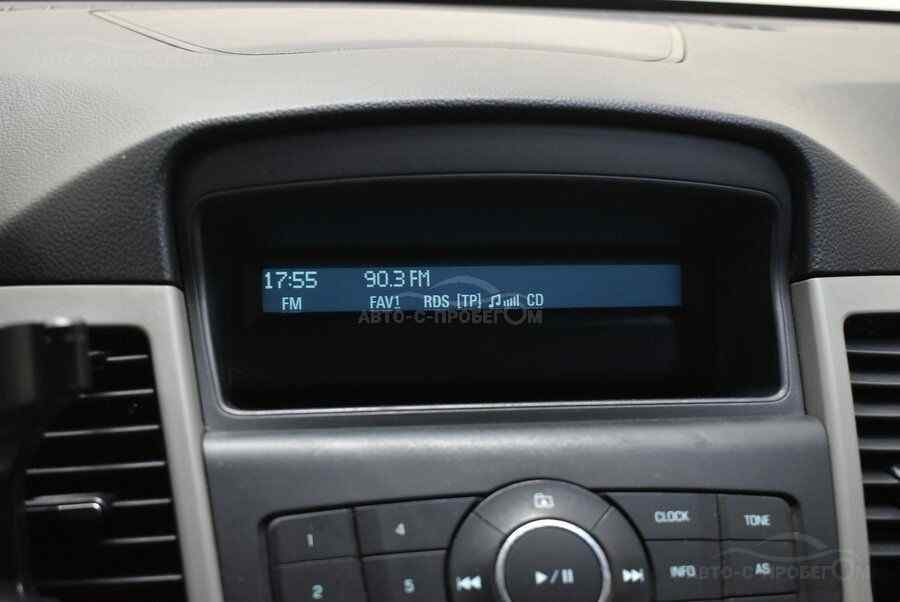 17:55 90.3 FM
FM FAV1 RDS [TP] CD
АВТО-С-ПРОБЕГОМ
1 4 CLOCK TONE
2 5 INFO AS
АВТО-С-ПРОБЕГОМ